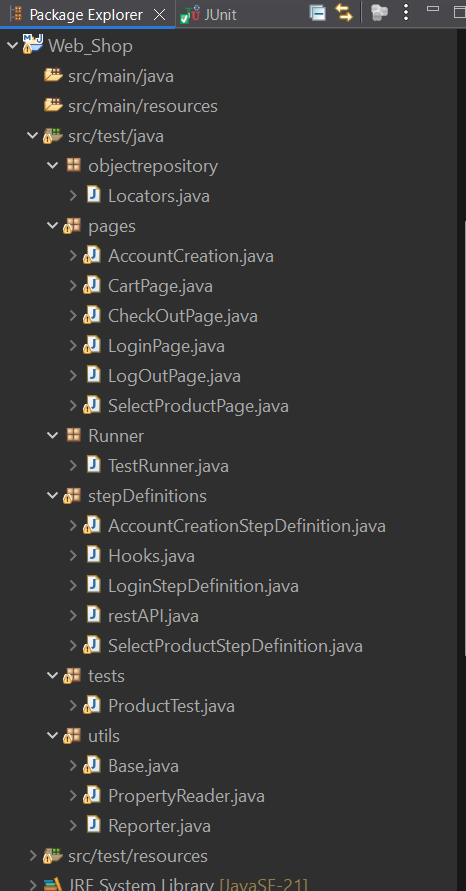 Package Explorer JUnit
Web_Shop
src/main/java
src/main/resources
src/test/java
objectrepository
Locators.java
pages
AccountCreation.java
CartPage.java
CheckOutPage.java
LoginPage.java
LogOutPage.java
SelectProductPage.java
Runner
TestRunner.java
stepDefinitions
AccountCreationStepDefinition.java
Hooks.java
LoginStepDefinition.java
restAPI.java
SelectProductStepDefinition.java
tests
ProductTest.java
utils
Base.java
PropertyReader.java
Reporter.java
src/test/resources
JRE System Library [JavaSE-21]